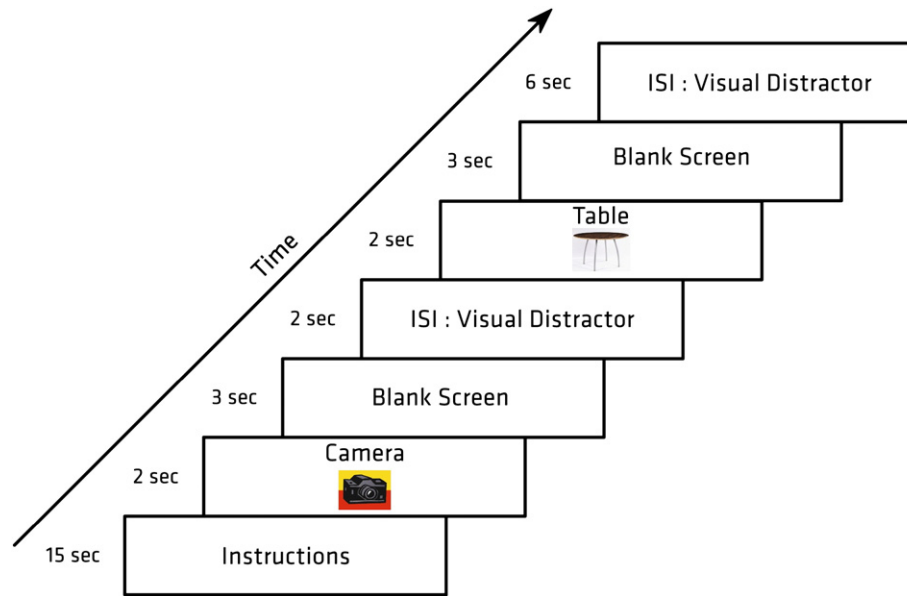 6 sec
ISI : Visual Distractor
3 sec
Blank Screen
Table
2 sec
Time
2 sec
ISI : Visual Distractor
3 sec
Blank Screen
Camera
2 sec
15 sec
Instructions